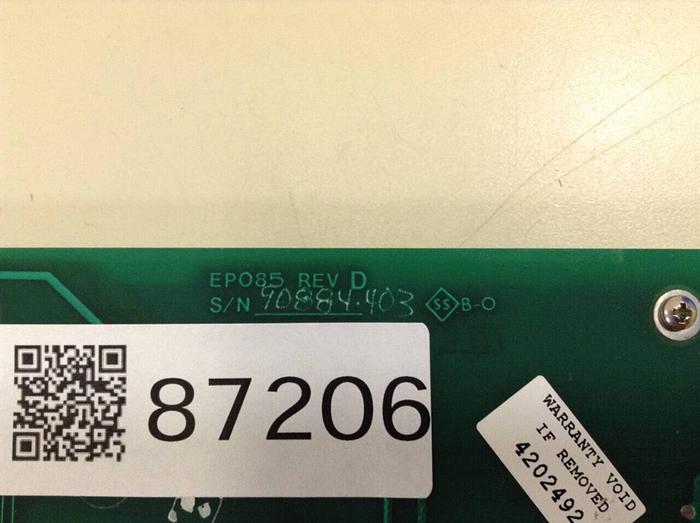 EP085 REV D
S/N 90884.403 SS B-O
87206
WARRANTY VOID
IF REMOVED
4202492